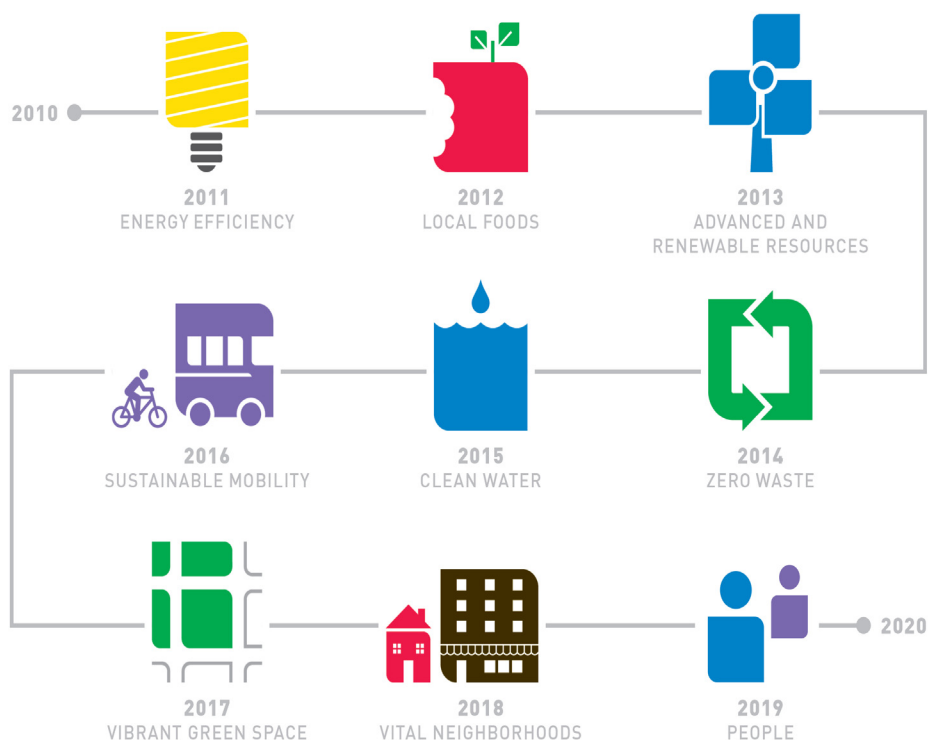 2010
2011
ENERGY EFFICIENCY
2012
LOCAL FOODS
2013
ADVANCED AND
RENEWABLE RESOURCES
2014
ZERO WASTE
2015
CLEAN WATER
2016
SUSTAINABLE MOBILITY
2017
VIBRANT GREEN SPACE
2018
VITAL NEIGHBORHOODS
2019
PEOPLE
2020